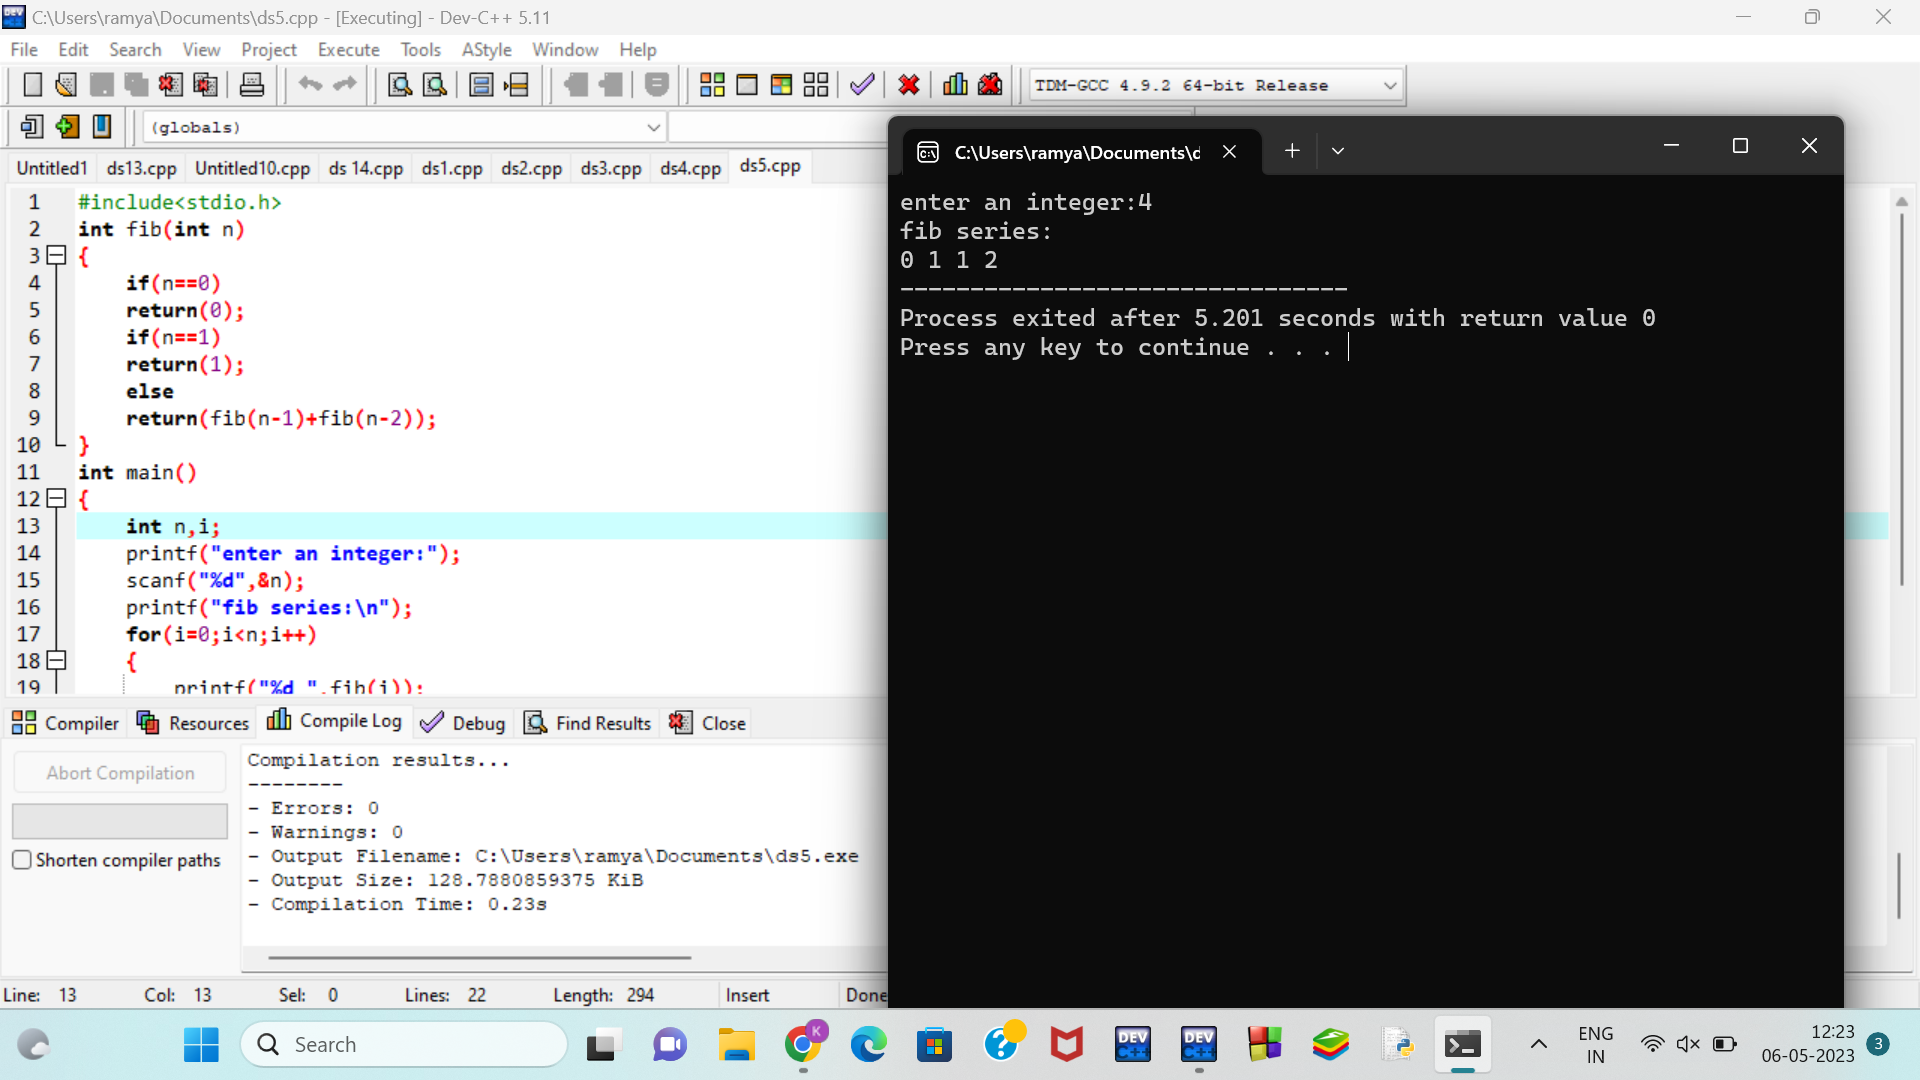 C:\Users\ramya\Documents\ds5.cpp - [Executing] - Dev-C++ 5.11
File Edit Search View Project Execute Tools AStyle Window Help
TDM-GCC 4.9.2 64-bit Release
(globals)
Untitled1 ds13.cpp Untitled10.cpp ds 14.cpp ds1.cpp ds2.cpp ds3.cpp ds4.cpp ds5.cpp
1 #include<stdio.h>
2 int fib(int n)
3 {
4 if(n==0)
5 return(0);
6 if(n==1)
7 return(1);
8 else
9 return(fib(n-1)+fib(n-2));
10 }
11 int main()
12 {
13 int n,i;
14 printf("enter an integer:");
15 scanf("%d",&n);
16 printf("fib series:\n");
17 for(i=0;i<n;i++)
18 {
19 printf("%d ",fib(i));
C:\Users\ramya\Documents\d
enter an integer:4
fib series:
0 1 1 2
--------------------------------
Process exited after 5.201 seconds with return value 0
Press any key to continue . . .
Compiler Resources Compile Log Debug Find Results Close
Abort Compilation
Shorten compiler paths
Compilation results...
--------
- Errors: 0
- Warnings: 0
- Output Filename: C:\Users\ramya\Documents\ds5.exe
- Output Size: 128.7880859375 KiB
- Compilation Time: 0.23s
Line: 13 Col: 13 Sel: 0 Lines: 22 Length: 294 Insert Done
Search
K
DEV C++
DEV C++
ENG
IN
12:23
06-05-2023
3